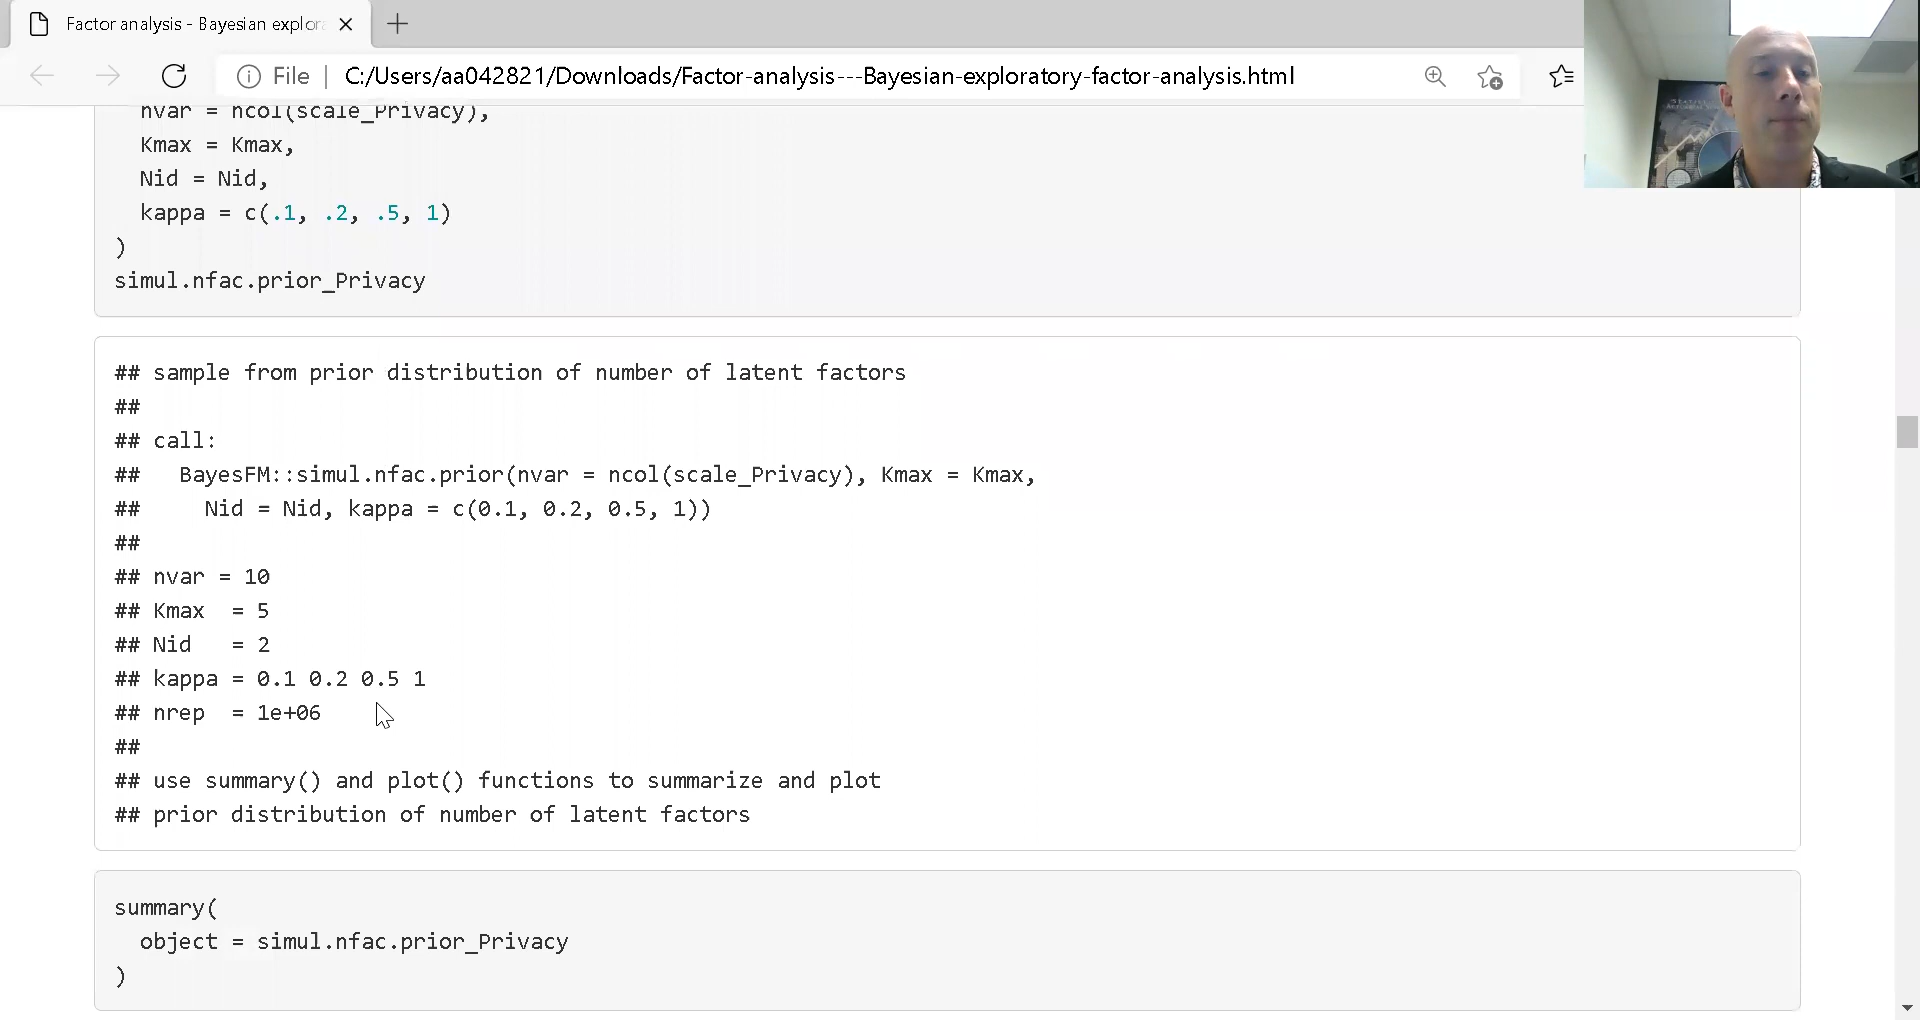 Factor analysis - Bayesian explora
File | C:/Users/aa042821/Downloads/Factor-analysis---Bayesian-exploratory-factor-analysis.html
nvar = ncol(scale_Privacy),
Kmax = Kmax,
Nid = Nid,
kappa = c(.1, .2, .5, 1)
)
simul.nfac.prior_Privacy
## sample from prior distribution of number of latent factors
##
## call:
## BayesFM::simul.nfac.prior(nvar = ncol(scale_Privacy), Kmax = Kmax,
## Nid = Nid, kappa = c(0.1, 0.2, 0.5, 1))
##
## nvar = 10
## Kmax = 5
## Nid = 2
## kappa = 0.1 0.2 0.5 1
## nrep = 1e+06
##
## use summary() and plot() functions to summarize and plot
## prior distribution of number of latent factors
summary(
object = simul.nfac.prior_Privacy
)